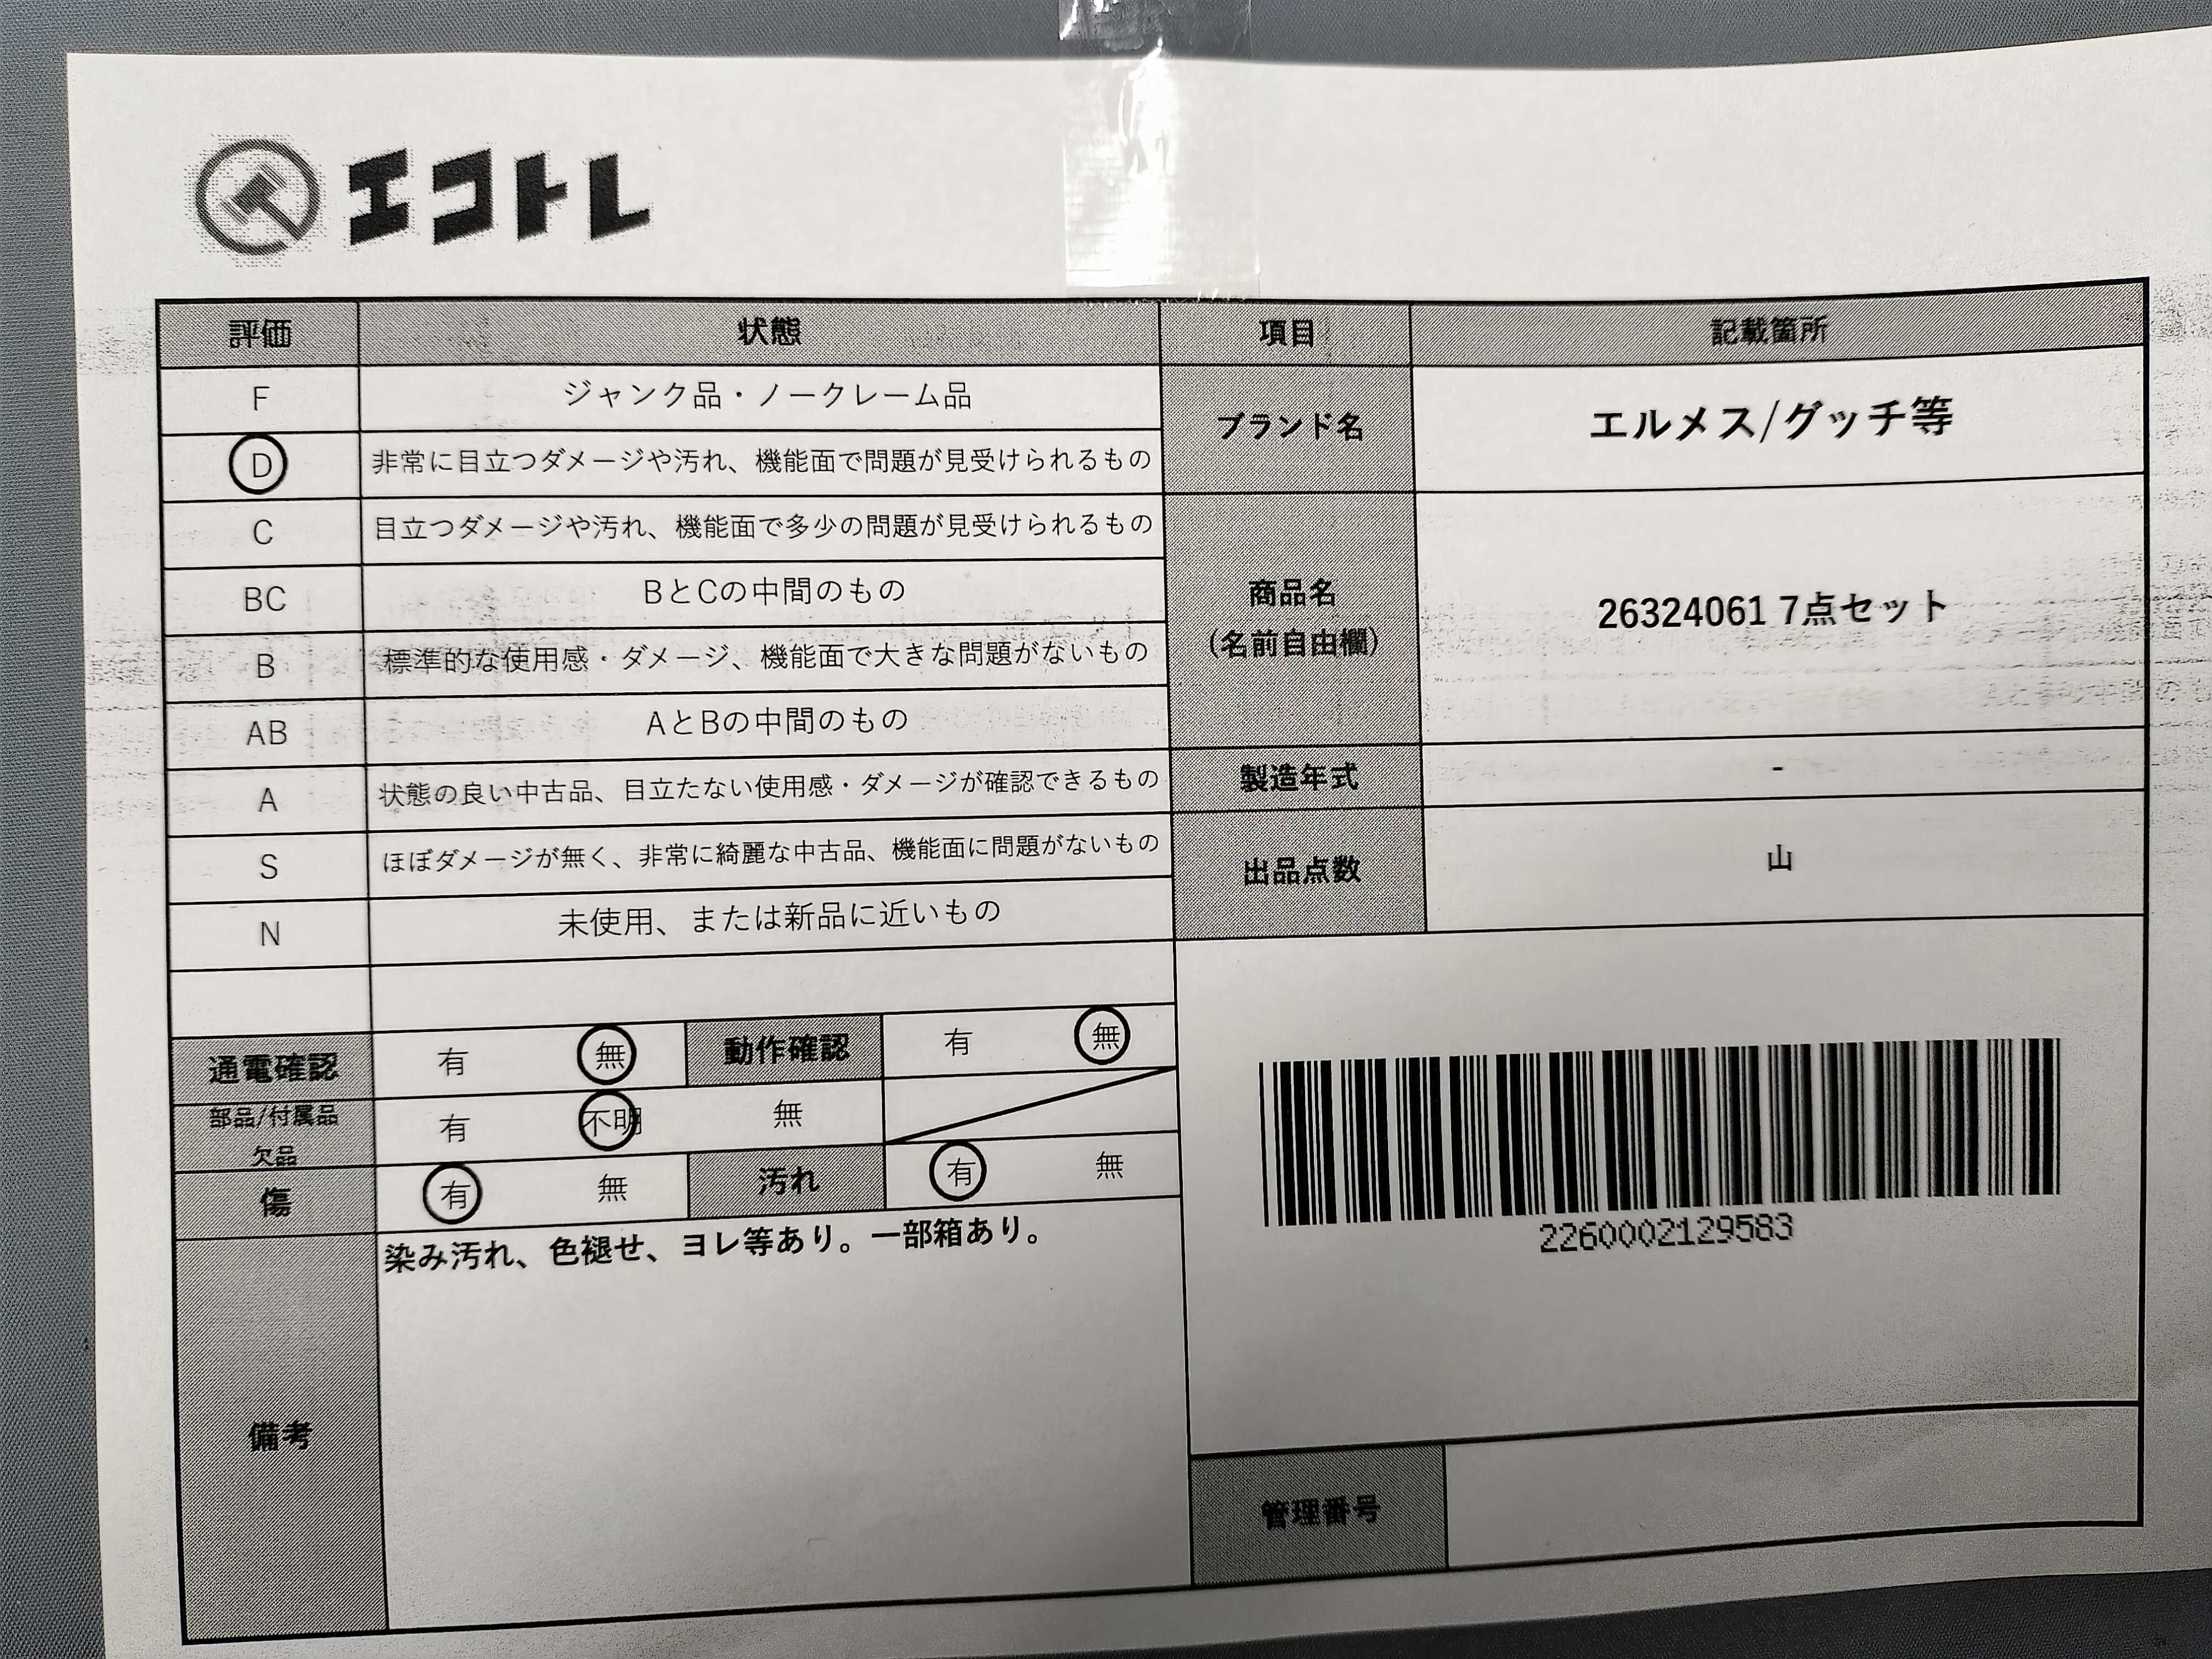 エコトレ
評価 状態 項目 記載箇所
F ジャンク品・ノークレーム品
D 非常に目立つダメージや汚れ、機能面で問題が見受けられるもの
ブランド名 エルメス/グッチ等
C 目立つダメージや汚れ、機能面で多少の問題が見受けられるもの
BC BとCの中間のもの
商品名
(名前自由欄)
26324061 7点セット
B 標準的な使用感・ダメージ、機能面で大きな問題がないもの
AB AとBの中間のもの
A 状態の良い中古品、目立たない使用感・ダメージが確認できるもの
製造年式 -
S ほぼダメージが無く、非常に綺麗な中古品、機能面に問題がないもの
出品点数 山
N 未使用、または新品に近いもの
通電確認 有 無 動作確認 有 無
部品/付属品
欠品
有 不明 無
傷 有 無 汚れ 有 無
備考
染み汚れ、色褪せ、ヨレ等あり。一部箱あり。
2260002129583
管理番号